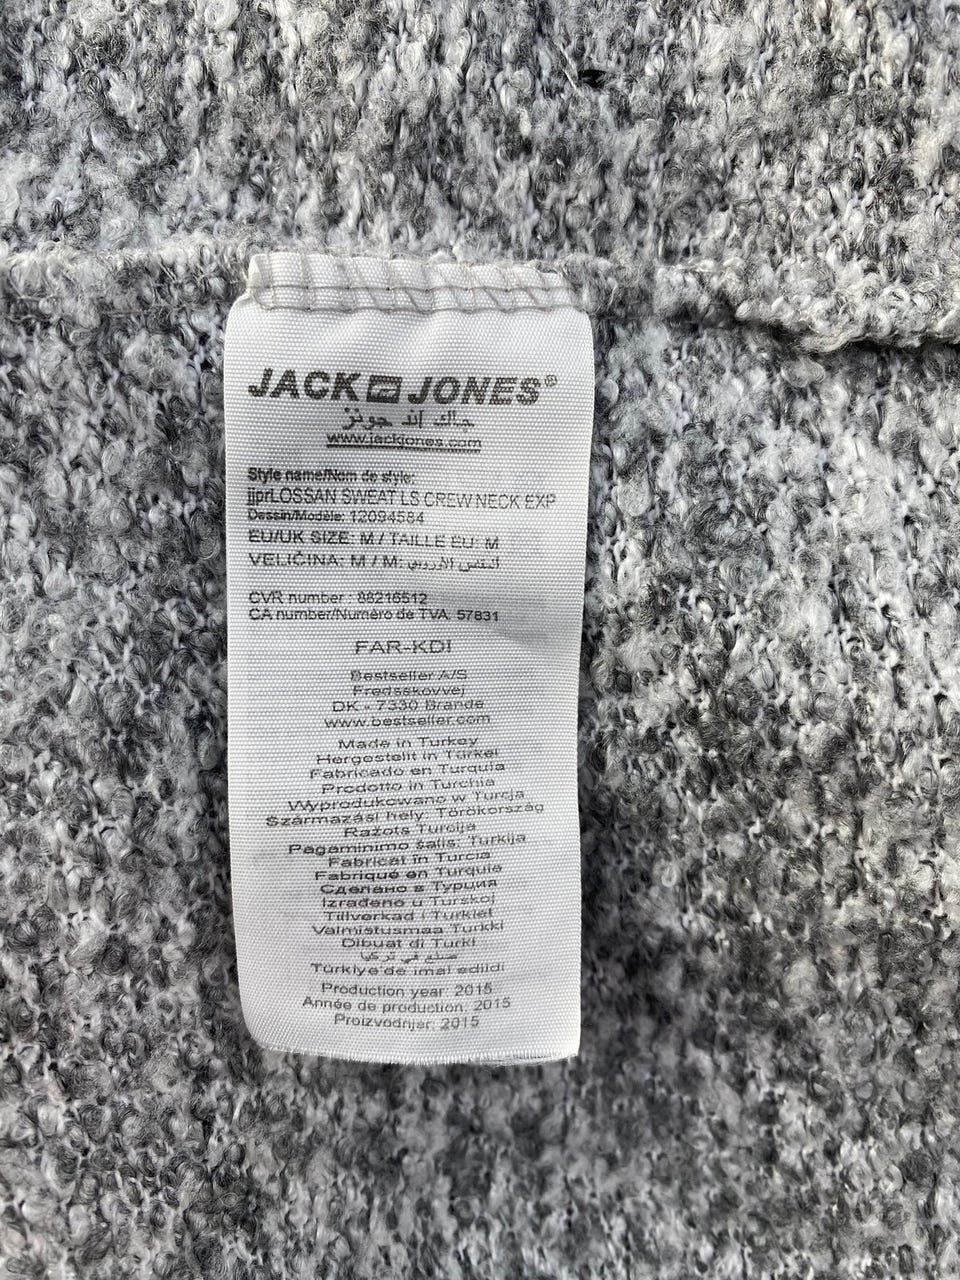 JACK & JONES®
جاك إند جونز
www.jackjones.com
Style name/Nom de style:
jjprLOSSAN SWEAT LS CREW NECK EXP
Dessin/Modèle: 12094584
EU/UK SIZE: M / TAILLE EU: M
VELIČINA: M / M: المقاس الأوروبي
CVR number : 88216512
CA number/Numéro de TVA. 57831
FAR-KDI
Bestseller A/S
Fredsskovvej
DK - 7330 Brande
www.bestseller.com
Made in Turkey
Hergestellt in Türkei
Fabricado en Turquía
Prodotto in Turchia
Wyprodukowano w Turcja
Származási hely: Törökország
Ražots Turcija
Pagaminimo šalis: Turkija
Fabricat în Turcia
Fabriqué en Turquie
Сделано в Турция
Izrađeno u Turskoj
Tillverkad i Turkiet
Valmistusmaa Turkki
Dibuat di Turki
صنع في تركيا
Türkiye'de imal edildi
Production year: 2015
Année de production: 2015
Proizvodnjer: 2015